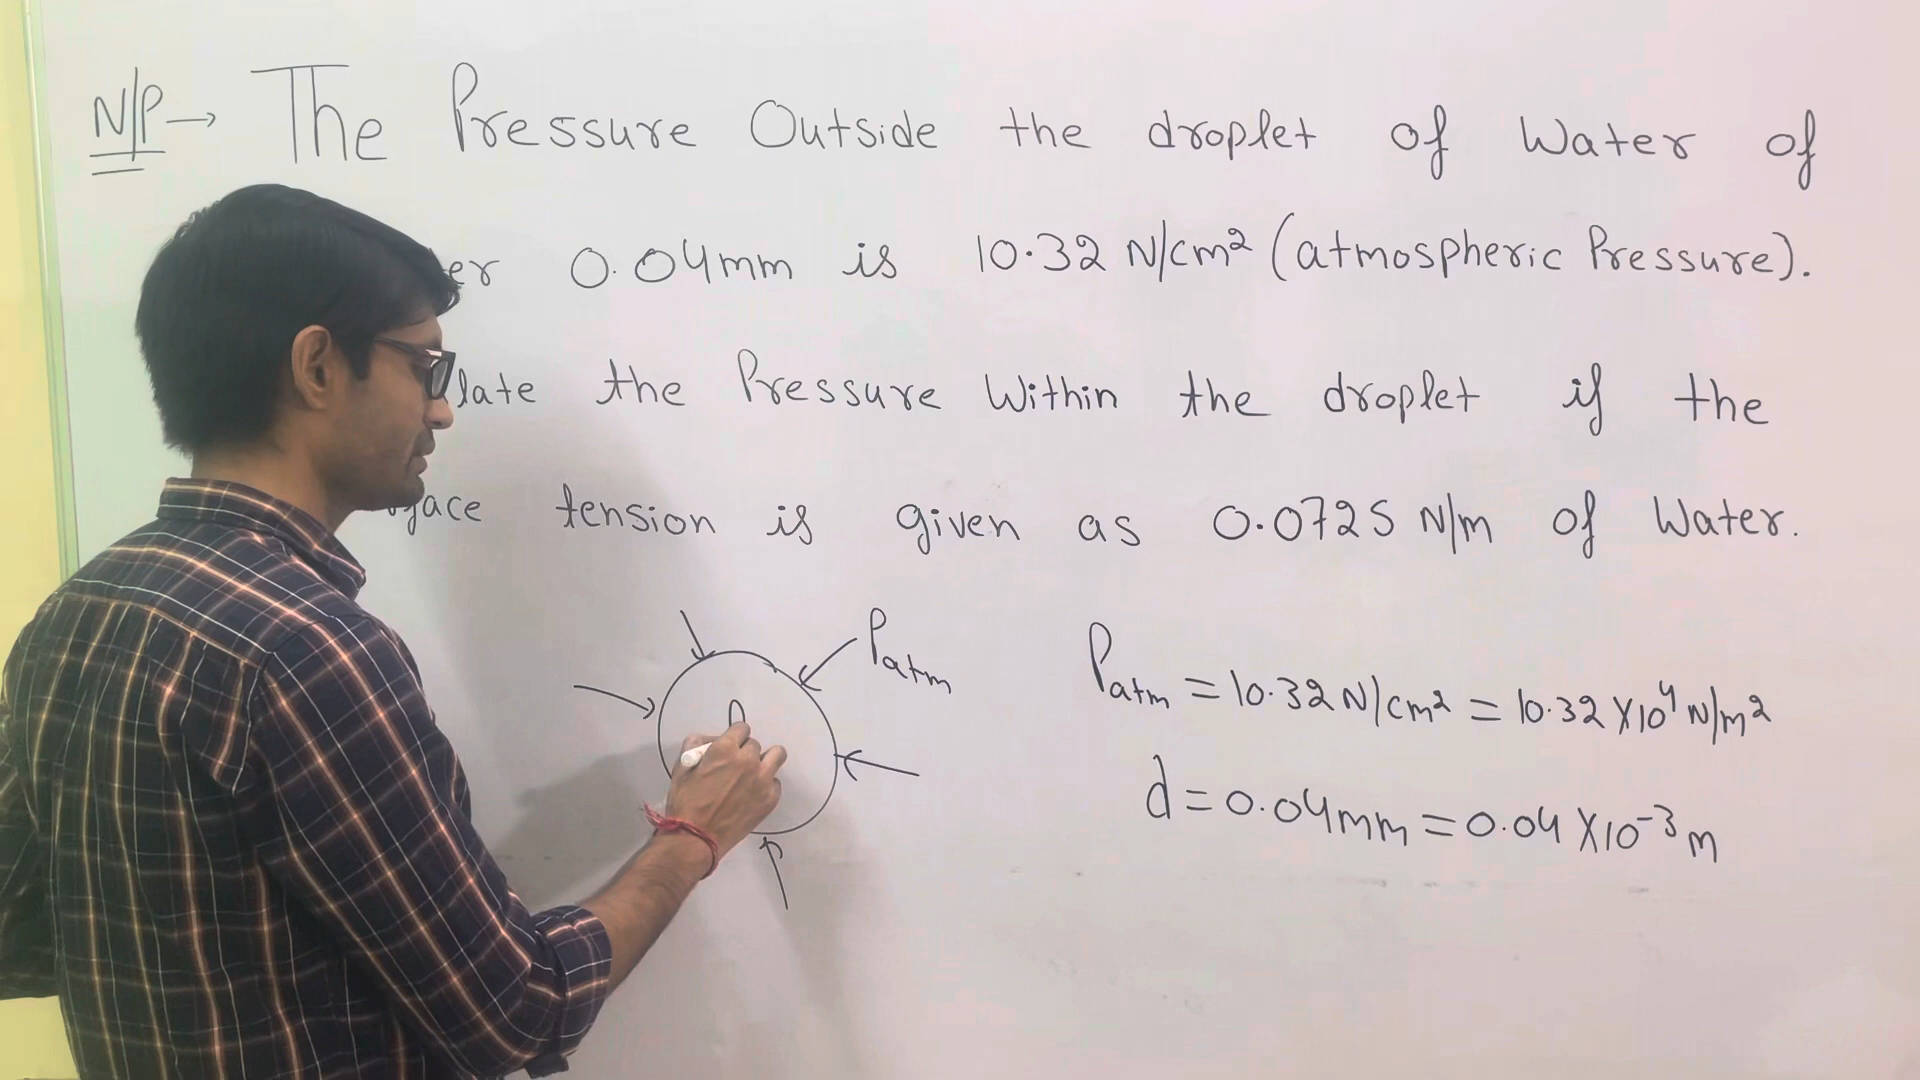 N/P → The Pressure Outside the droplet of Water of
er 0.04mm is 10.32 N/cm² (atmospheric Pressure).
late the Pressure Within the droplet if the
face tension is given as 0.0725 N/m of Water.
Patm
Patm = 10.32 N/cm² = 10.32 X10⁴ N/m²
d = 0.04mm = 0.04 X10⁻³ m